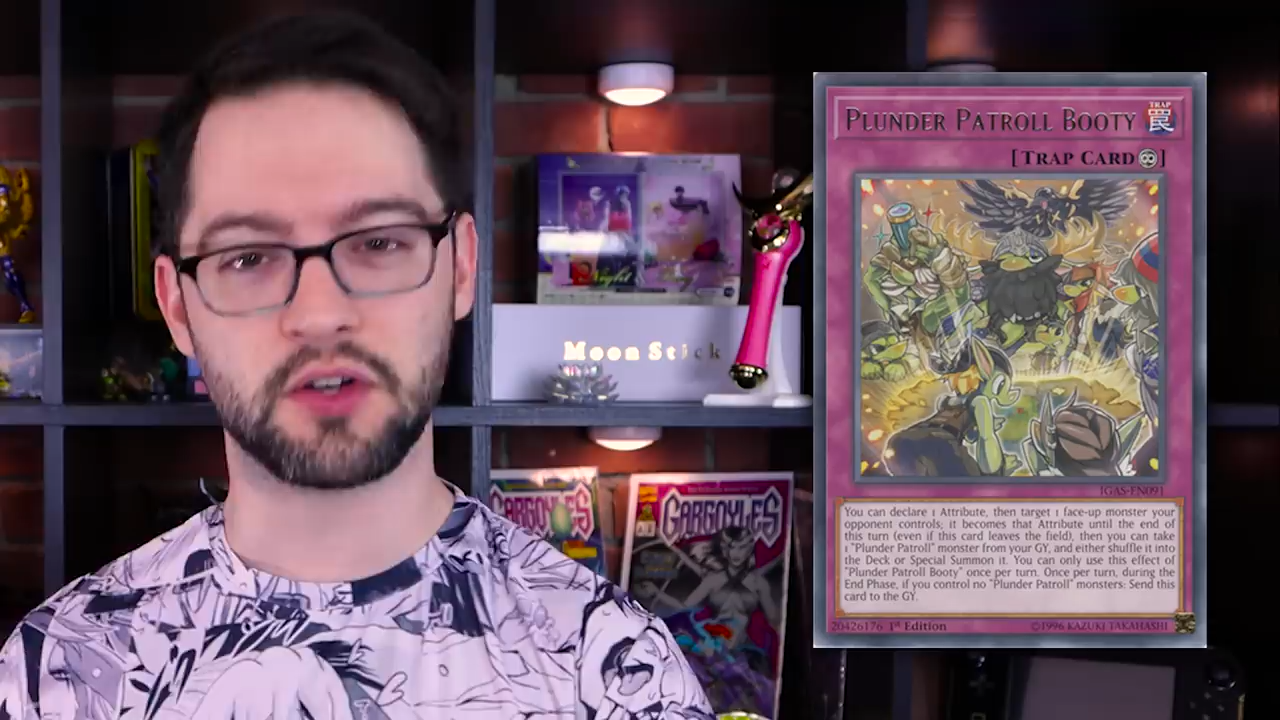 PLUNDER PATROLL BOOTY
TRAP
罠
[TRAP CARD ]
Night
Moon Stick
GARGOYLES
GARGOYLES
IGAS-EN091
You can declare 1 Attribute, then target 1 face-up monster your
opponent controls; it becomes that Attribute until the end of
this turn (even if this card leaves the field), then you can take
1 "Plunder Patroll" monster from your GY, and either shuffle it into
the Deck or Special Summon it. You can only use this effect of
"Plunder Patroll Booty" once per turn. Once per turn, during the
End Phase, if you control no "Plunder Patroll" monsters: Send this
card to the GY.
20426176 1st Edition
©1996 KAZUKI TAKAHASHI